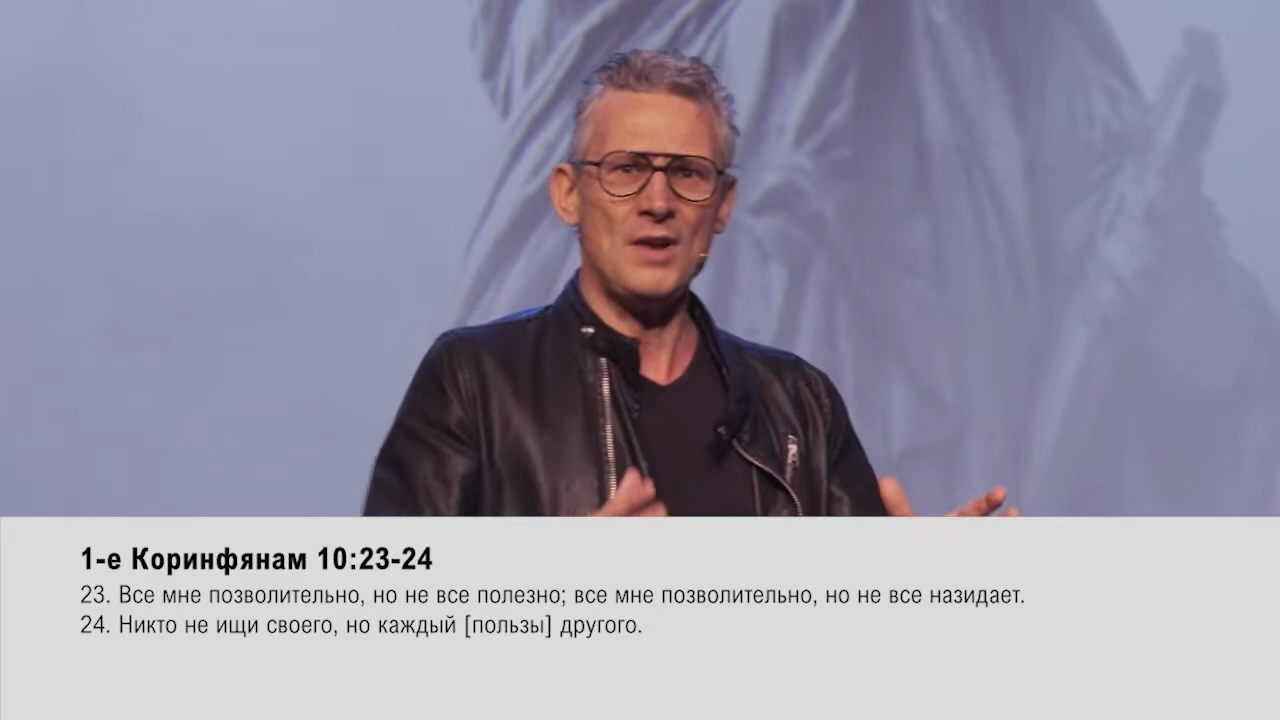 1-е Коринфянам 10:23-24
23. Все мне позволительно, но не все полезно; все мне позволительно, но не все назидает.
24. Никто не ищи своего, но каждый [пользы] другого.